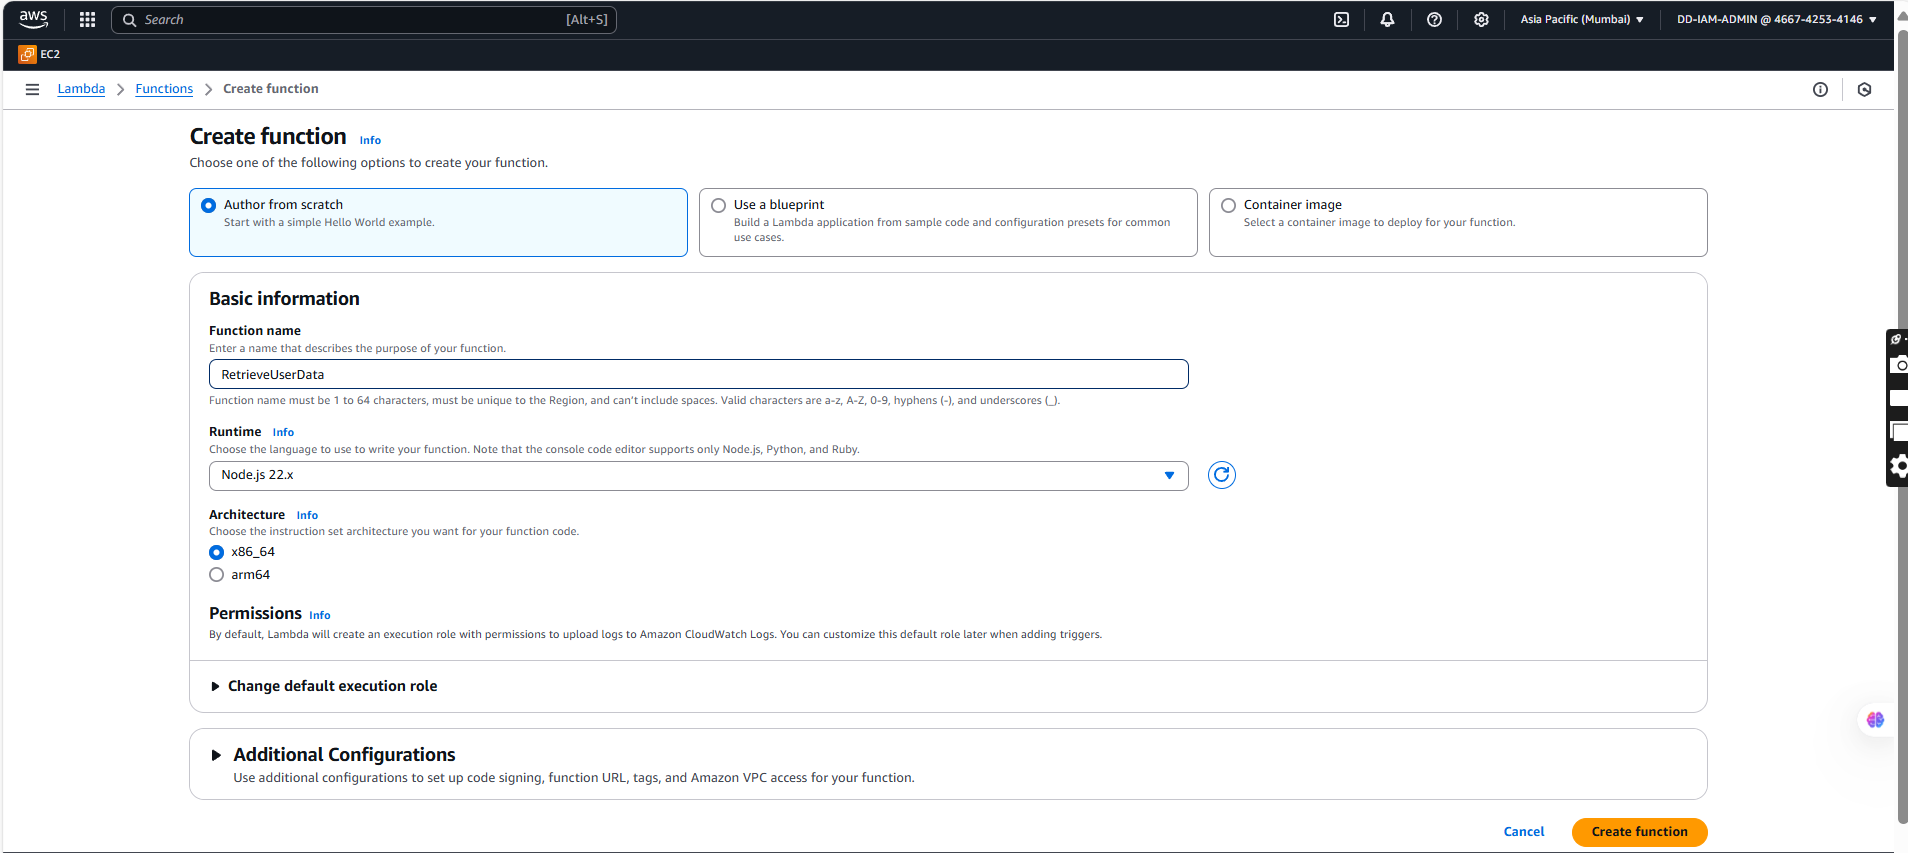 aws
Search [Alt+S]
Asia Pacific (Mumbai)
DD-IAM-ADMIN @ 4667-4253-4146
EC2
Lambda
Functions
Create function
Create function Info
Choose one of the following options to create your function.
Author from scratch
Start with a simple Hello World example.
Use a blueprint
Build a Lambda application from sample code and configuration presets for common
use cases.
Container image
Select a container image to deploy for your function.
Basic information
Function name
Enter a name that describes the purpose of your function.
RetrieveUserData
Function name must be 1 to 64 characters, must be unique to the Region, and can't include spaces. Valid characters are a-z, A-Z, 0-9, hyphens (-), and underscores (_).
Runtime Info
Choose the language to use to write your function. Note that the console code editor supports only Node.js, Python, and Ruby.
Node.js 22.x
Architecture Info
Choose the instruction set architecture you want for your function code.
x86_64
arm64
Permissions Info
By default, Lambda will create an execution role with permissions to upload logs to Amazon CloudWatch Logs. You can customize this default role later when adding triggers.
Change default execution role
Additional Configurations
Use additional configurations to set up code signing, function URL, tags, and Amazon VPC access for your function.
Cancel
Create function